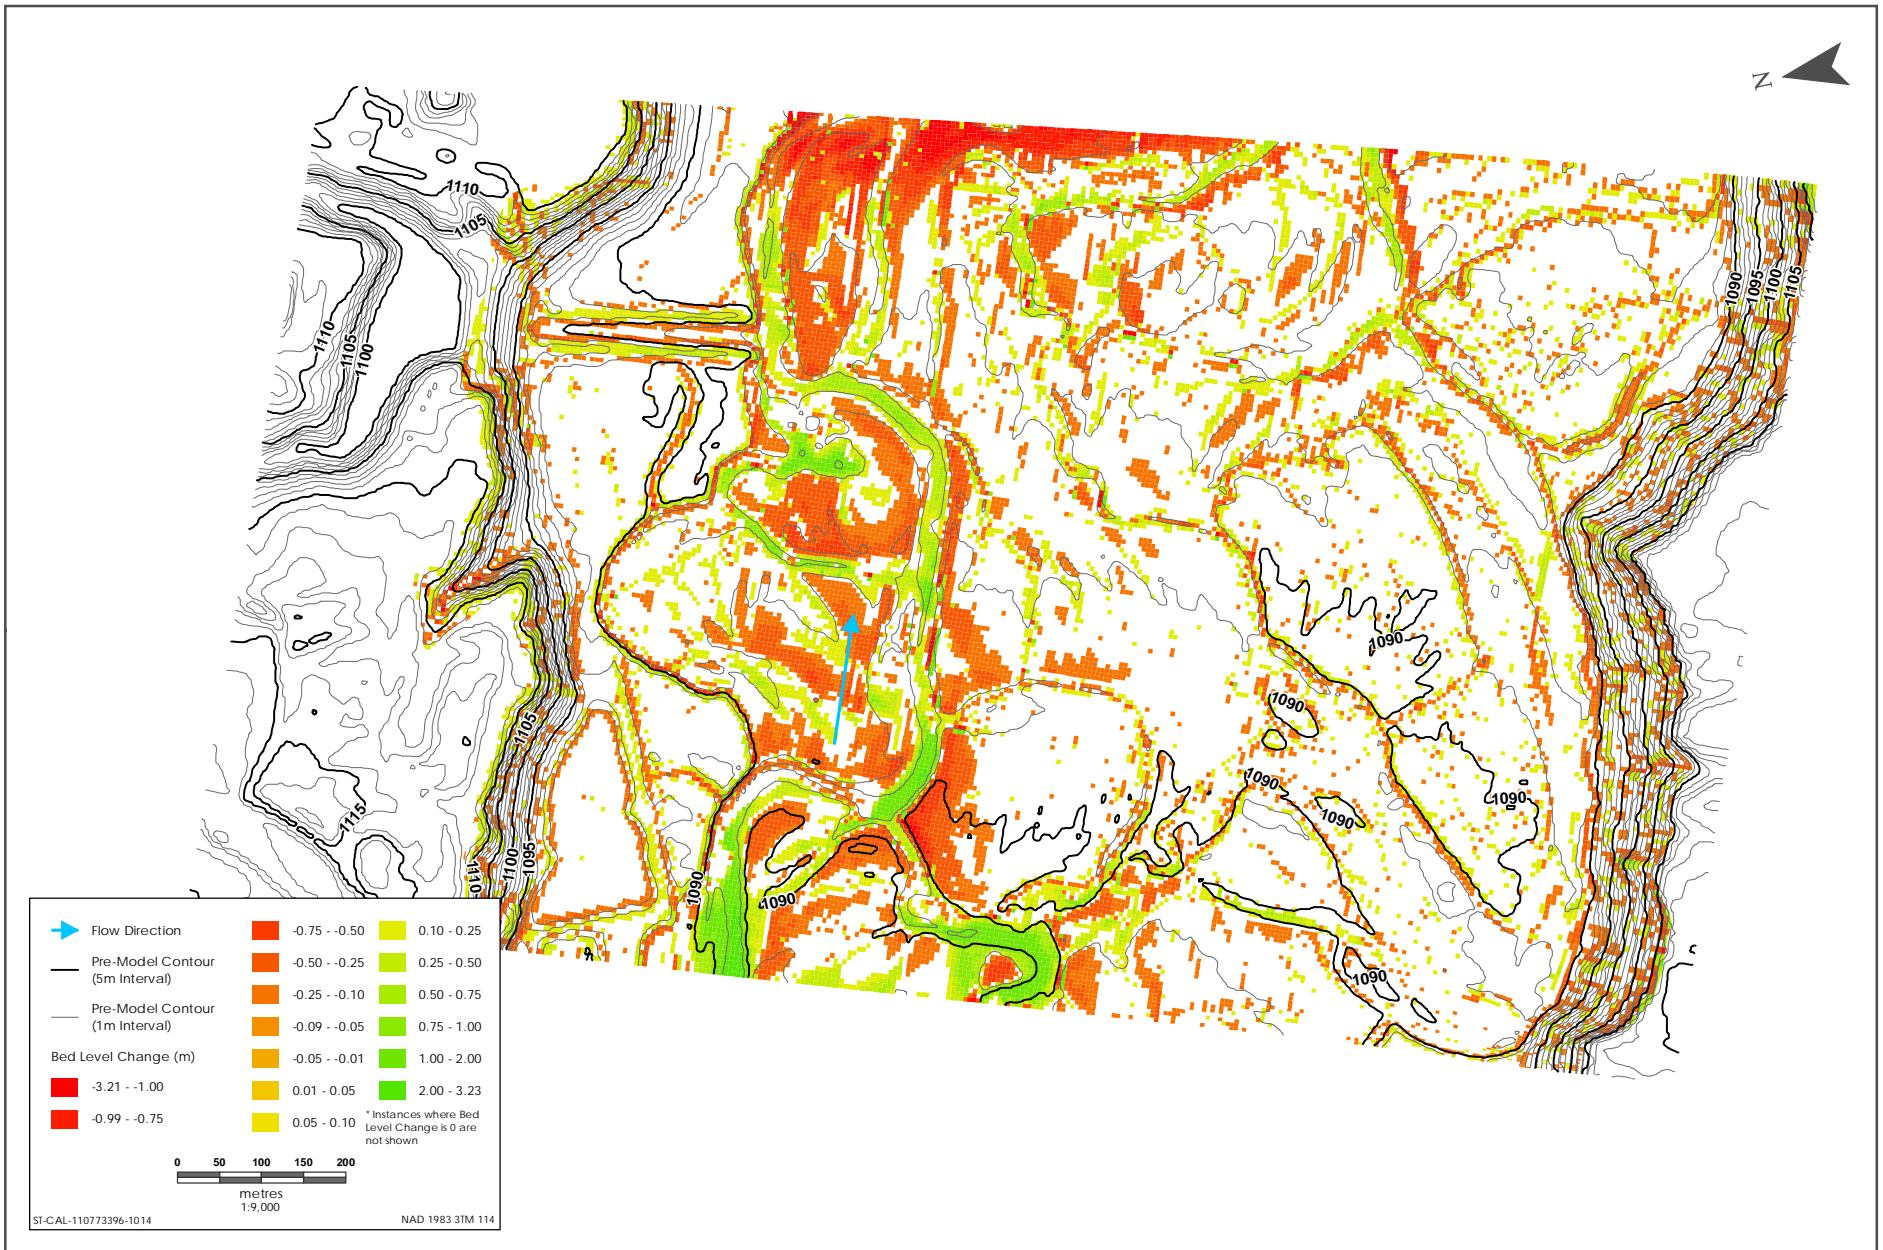 N
1110
1105
1110
1105
1100
1090
1095
1100
1105
1090
1090
1105
1090
1090
1090
1115
1110
1100
1095
1090
1090
1090
Flow Direction
Pre-Model Contour
(5m Interval)
Pre-Model Contour
(1m Interval)
Bed Level Change (m)
-3.21 - -1.00
-0.99 - -0.75
-0.75 - -0.50
-0.50 - -0.25
-0.25 - -0.10
-0.09 - -0.05
-0.05 - -0.01
0.01 - 0.05
0.05 - 0.10
0.10 - 0.25
0.25 - 0.50
0.50 - 0.75
0.75 - 1.00
1.00 - 2.00
2.00 - 3.23
* Instances where Bed
Level Change is 0 are
not shown
0 50 100 150 200
metres
1:9,000
ST-CAL-110773396-1014
NAD 1983 3TM 114